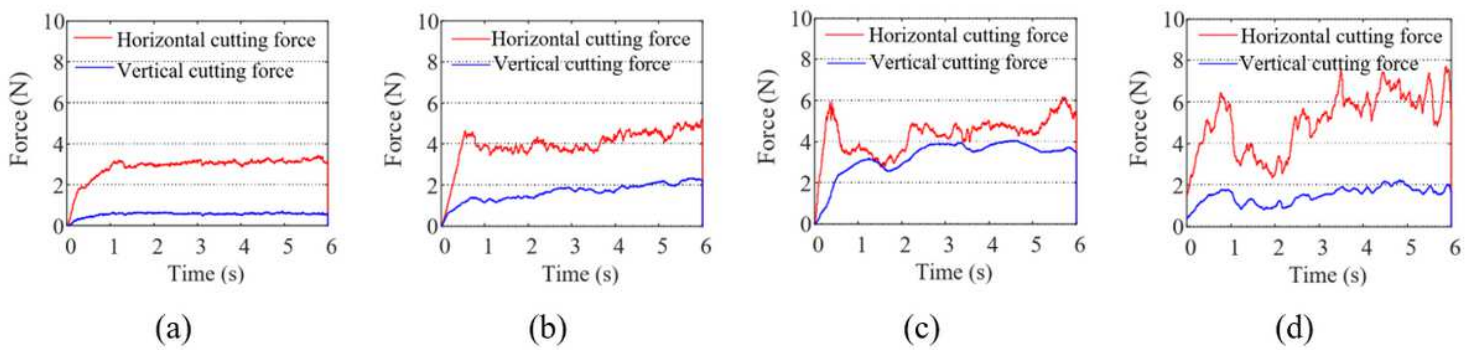 10
8
6
4
2
0
Force (N)
Horizontal cutting force
Vertical cutting force
0 1 2 3 4 5 6
Time (s)
(a)
10
8
6
4
2
0
Force (N)
Horizontal cutting force
Vertical cutting force
0 1 2 3 4 5 6
Time (s)
(b)
10
8
6
4
2
0
Force (N)
Horizontal cutting force
Vertical cutting force
0 1 2 3 4 5 6
Time (s)
(c)
10
8
6
4
2
0
Force (N)
Horizontal cutting force
Vertical cutting force
0 1 2 3 4 5 6
Time (s)
(d)